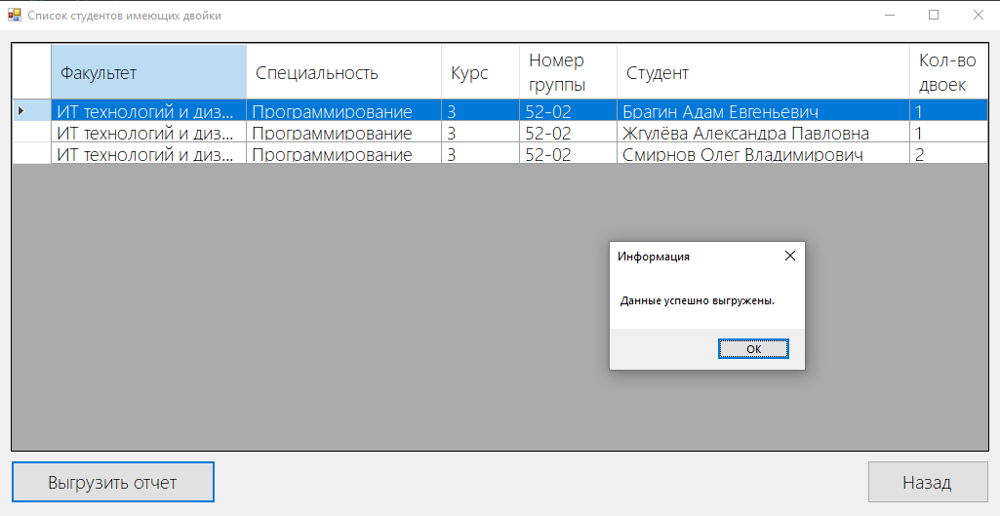 Список студентов имеющих двойки
Факультет Специальность Курс Номер группы Студент Кол-во двоек
ИТ технологий и диз... Программирование 3 52-02 Брагин Адам Евгеньевич 1
ИТ технологий и диз... Программирование 3 52-02 Жгулёва Александра Павловна 1
ИТ технологий и диз... Программирование 3 52-02 Смирнов Олег Владимирович 2
Информация
Данные успешно выгружены.
ОК
Выгрузить отчет Назад